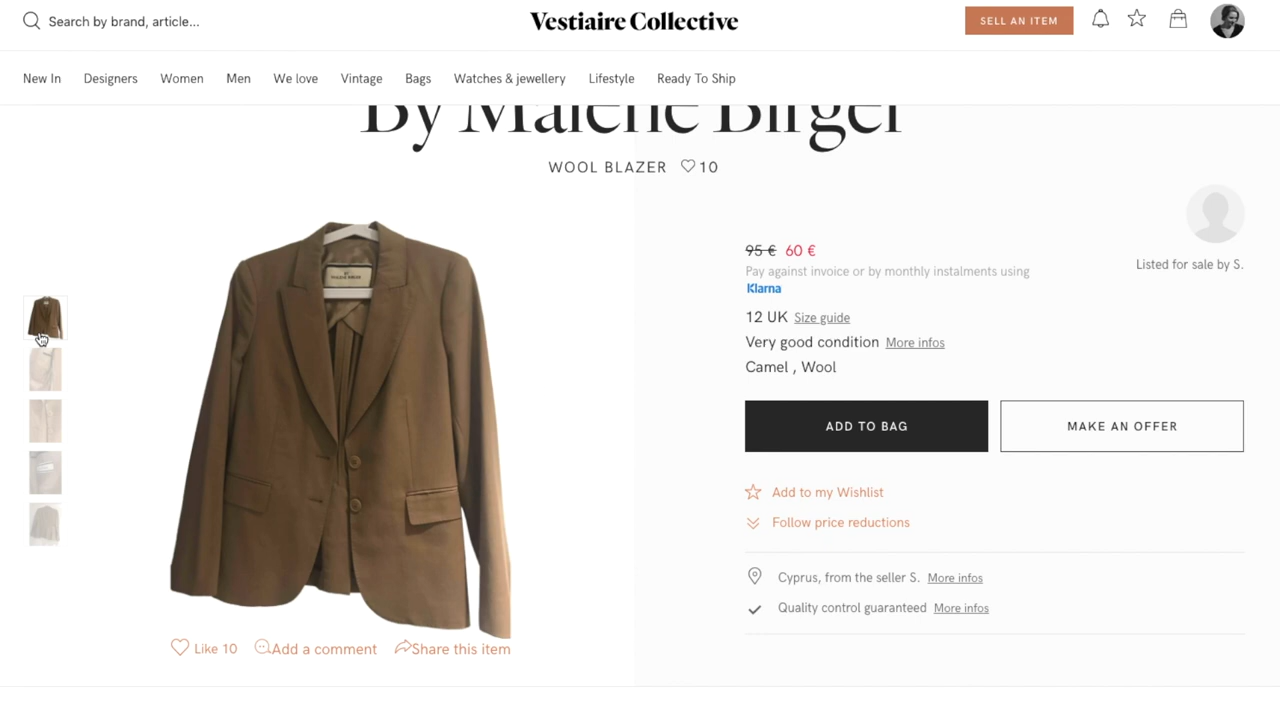 Search by brand, article...
Vestiaire Collective
SELL AN ITEM
New In Designers Women Men We love Vintage Bags Watches & jewellery Lifestyle Ready To Ship
By Malene Birger
WOOL BLAZER 10
95 € 60 €
Pay against invoice or by monthly instalments using
Klarna
Listed for sale by S.
12 UK Size guide
Very good condition More infos
Camel , Wool
ADD TO BAG
MAKE AN OFFER
Add to my Wishlist
Follow price reductions
Cyprus, from the seller S. More infos
Quality control guaranteed More infos
BY
MALENE BIRGER
Like 10 Add a comment Share this item